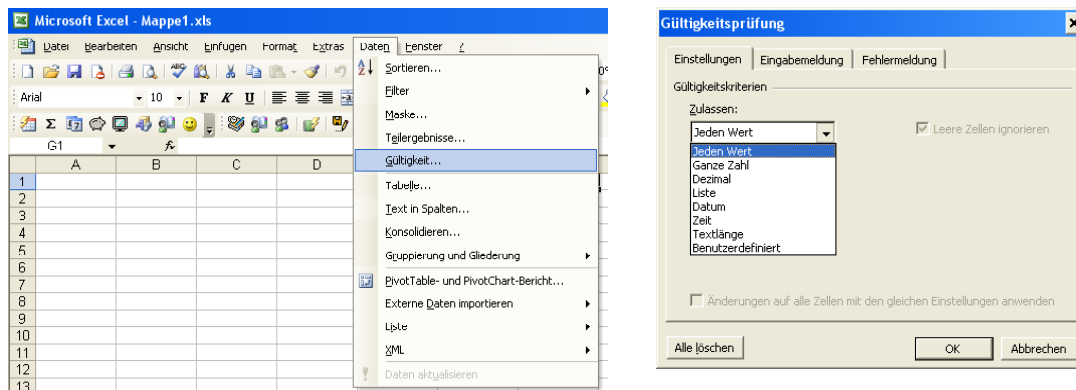 Microsoft Excel - Mappe1.xls
Datei Bearbeiten Ansicht Einfügen Format Extras Daten Fenster ?
Arial 10 F K U
G1 fx
A B C D
1
2
3
4
5
6
7
8
9
10
11
12
13
Sortieren...
Filter
Maske...
Teilergebnisse...
Gültigkeit...
Tabelle...
Text in Spalten...
Konsolidieren...
Gruppierung und Gliederung
PivotTable- und PivotChart-Bericht...
Externe Daten importieren
Liste
XML
Daten aktualisieren
Gültigkeitsprüfung
Einstellungen Eingabemeldung Fehlermeldung
Gültigkeitskriterien
Zulassen:
Jeden Wert Leere Zellen ignorieren
Jeden Wert
Ganze Zahl
Dezimal
Liste
Datum
Zeit
Textlänge
Benutzerdefiniert
Änderungen auf alle Zellen mit den gleichen Einstellungen anwenden
Alle löschen OK Abbrechen